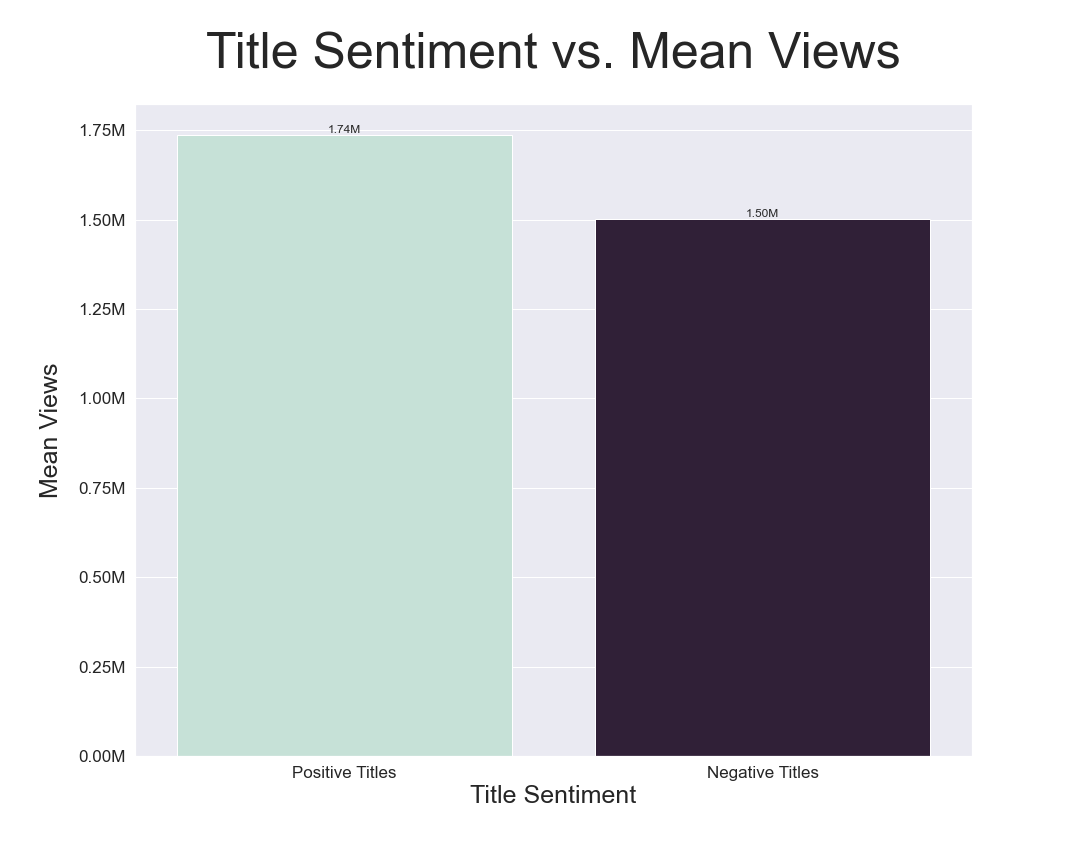 Title Sentiment vs. Mean Views
1.75M
1.50M
1.25M
1.00M
0.75M
0.50M
0.25M
0.00M
Mean Views
1.74M
1.50M
Positive Titles
Negative Titles
Title Sentiment